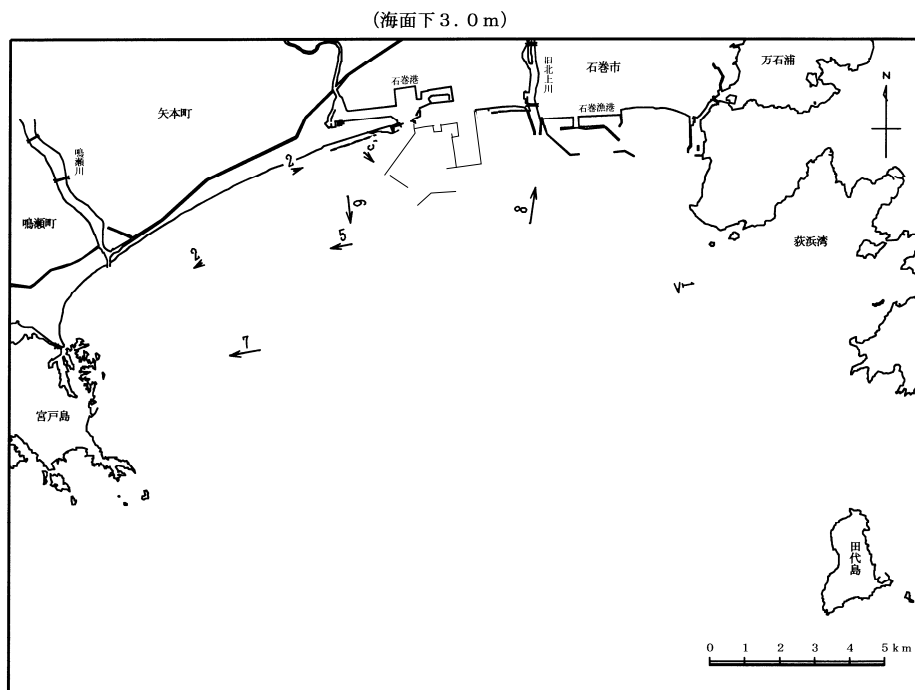 (海面下3.0m)
石巻港
旧北上川
石巻市
万石浦
N
矢本町
石巻漁港
鳴瀬川
2
鳴瀬町
6
8
5
荻浜湾
2
1
7
宮戸島
田代島
0 1 2 3 4 5km